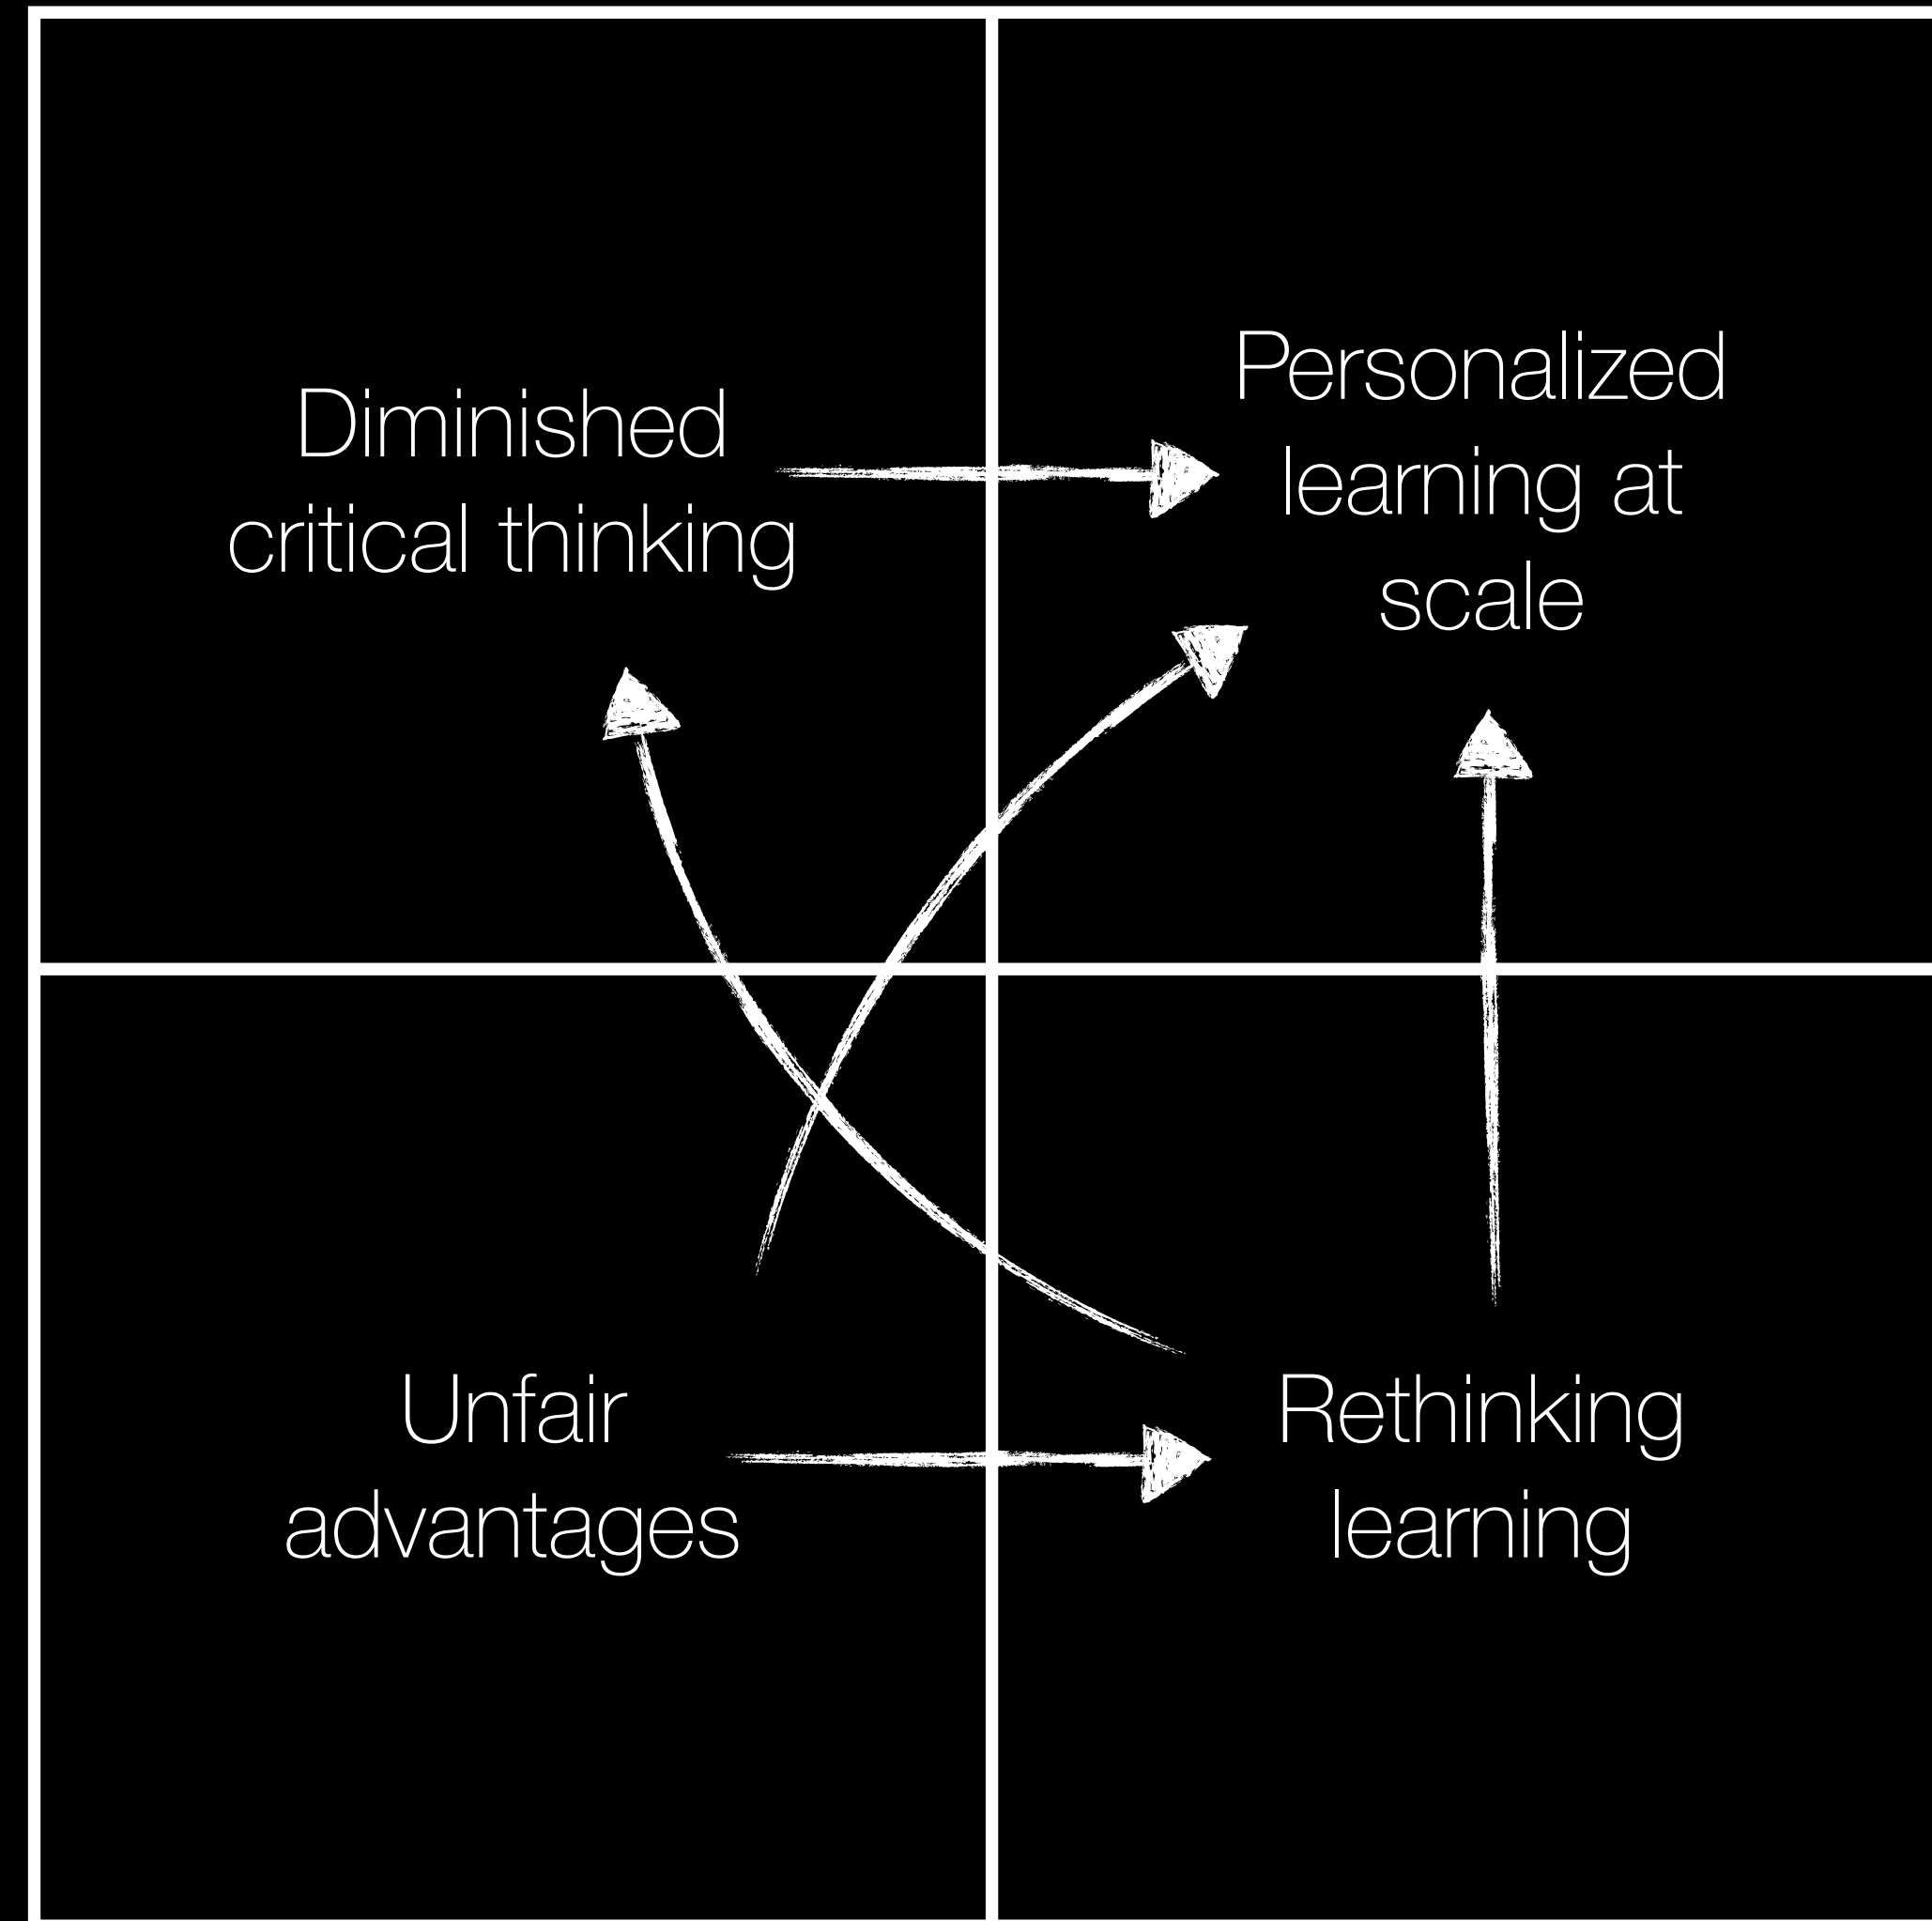 Diminished
critical thinking
Personalized
learning at
scale
Unfair
advantages
Rethinking
learning